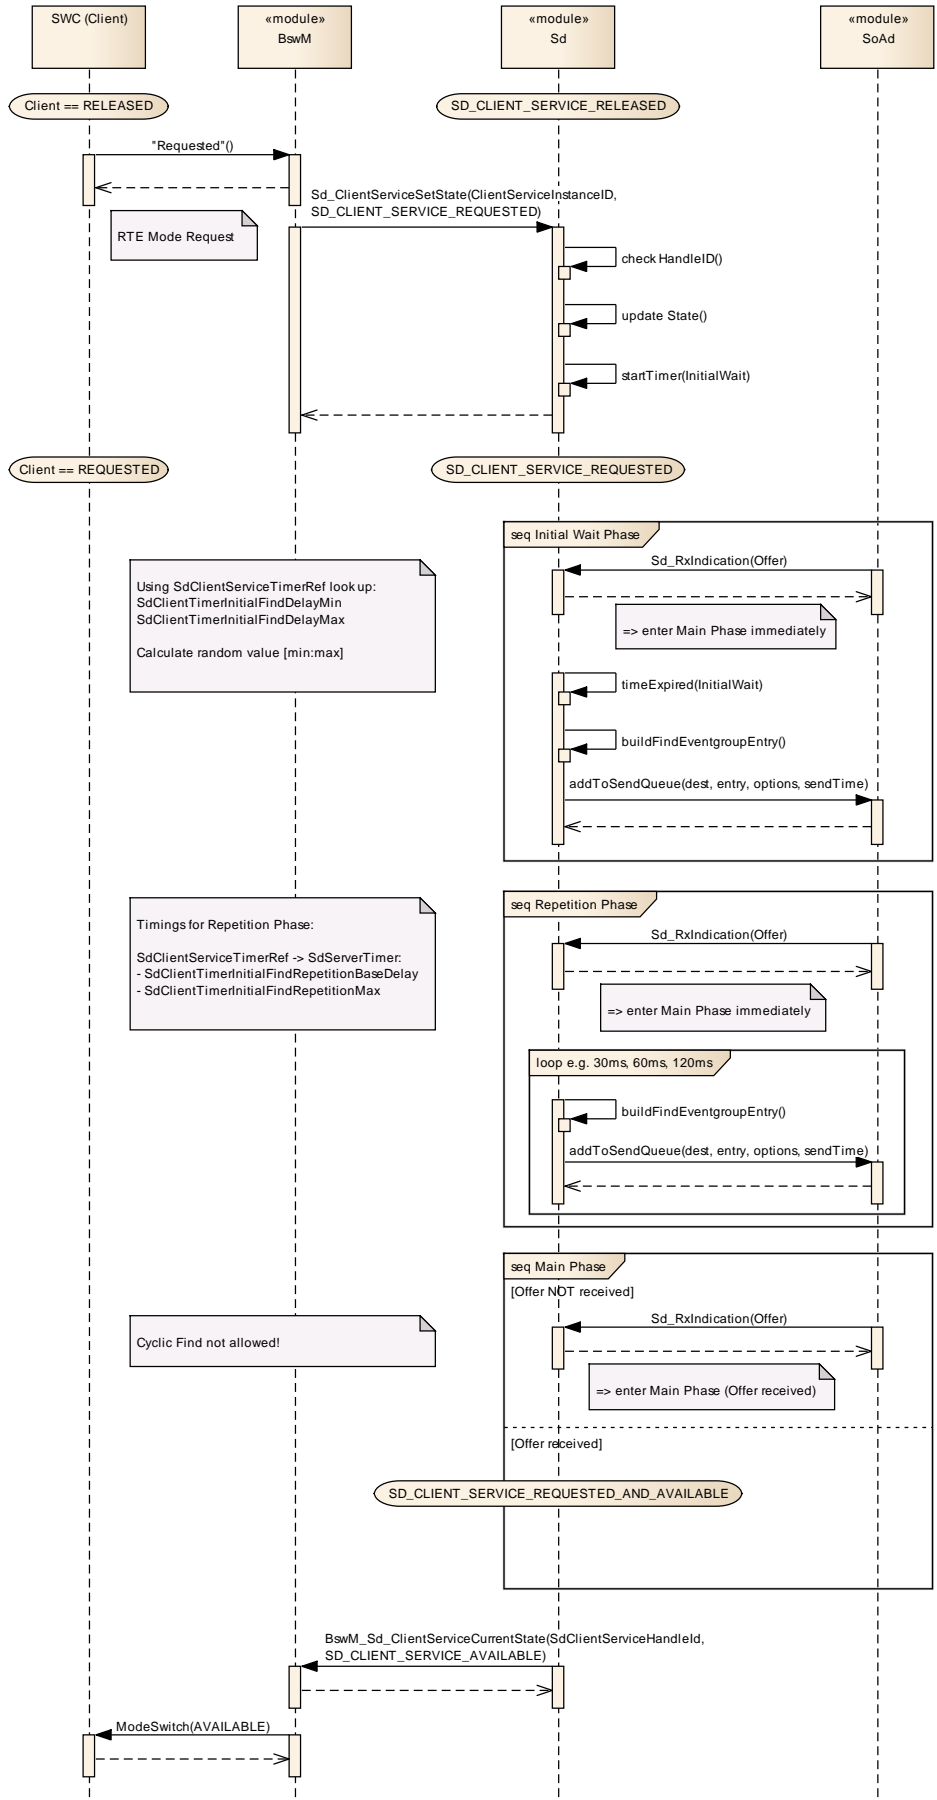 SWC (Client)
«module»
BswM
«module»
Sd
«module»
SoAd
Client == RELEASED
SD_CLIENT_SERVICE_RELEASED
"Requested"()
Sd_ClientServiceSetState(ClientServiceInstanceID,
SD_CLIENT_SERVICE_REQUESTED)
RTE Mode Request
check HandleID()
update State()
startTimer(InitialWait)
Client == REQUESTED
SD_CLIENT_SERVICE_REQUESTED
seq Initial Wait Phase
Sd_RxIndication(Offer)
Using SdClientServiceTimerRef look up:
SdClientTimerInitialFindDelayMin
SdClientTimerInitialFindDelayMax
Calculate random value [min:max]
=> enter Main Phase immediately
timeExpired(InitialWait)
buildFindEventgroupEntry()
addToSendQueue(dest, entry, options, sendTime)
seq Repetition Phase
Timings for Repetition Phase:
SdClientServiceTimerRef -> SdServerTimer:
- SdClientTimerInitialFindRepetitionBaseDelay
- SdClientTimerInitialFindRepetitionMax
Sd_RxIndication(Offer)
=> enter Main Phase immediately
loop e.g. 30ms, 60ms, 120ms
buildFindEventgroupEntry()
addToSendQueue(dest, entry, options, sendTime)
seq Main Phase
[Offer NOT received]
Sd_RxIndication(Offer)
Cyclic Find not allowed!
=> enter Main Phase (Offer received)
[Offer received]
SD_CLIENT_SERVICE_REQUESTED_AND_AVAILABLE
BswM_Sd_ClientServiceCurrentState(SdClientServiceHandleId,
SD_CLIENT_SERVICE_AVAILABLE)
ModeSwitch(AVAILABLE)